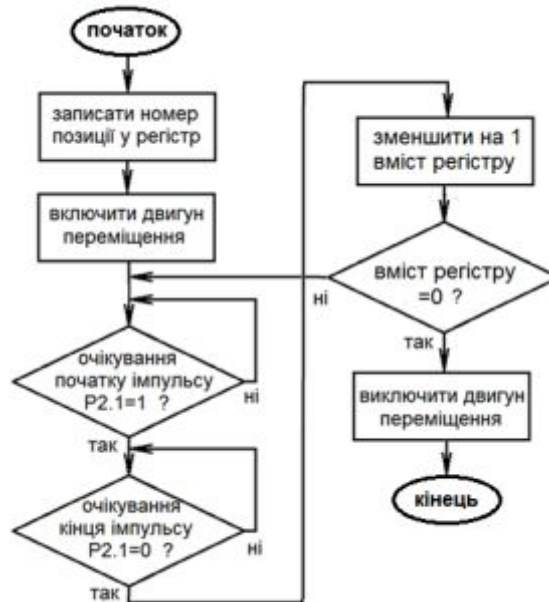 початок
записати номер
позиції у регістр
включити двигун
переміщення
очікування
початку імпульсу
P2.1=1 ?
ні
так
очікування
кінця імпульсу
P2.1=0 ?
ні
так
зменшити на 1
вміст регістру
вміст регістру
=0 ?
ні
так
виключити двигун
переміщення
кінець